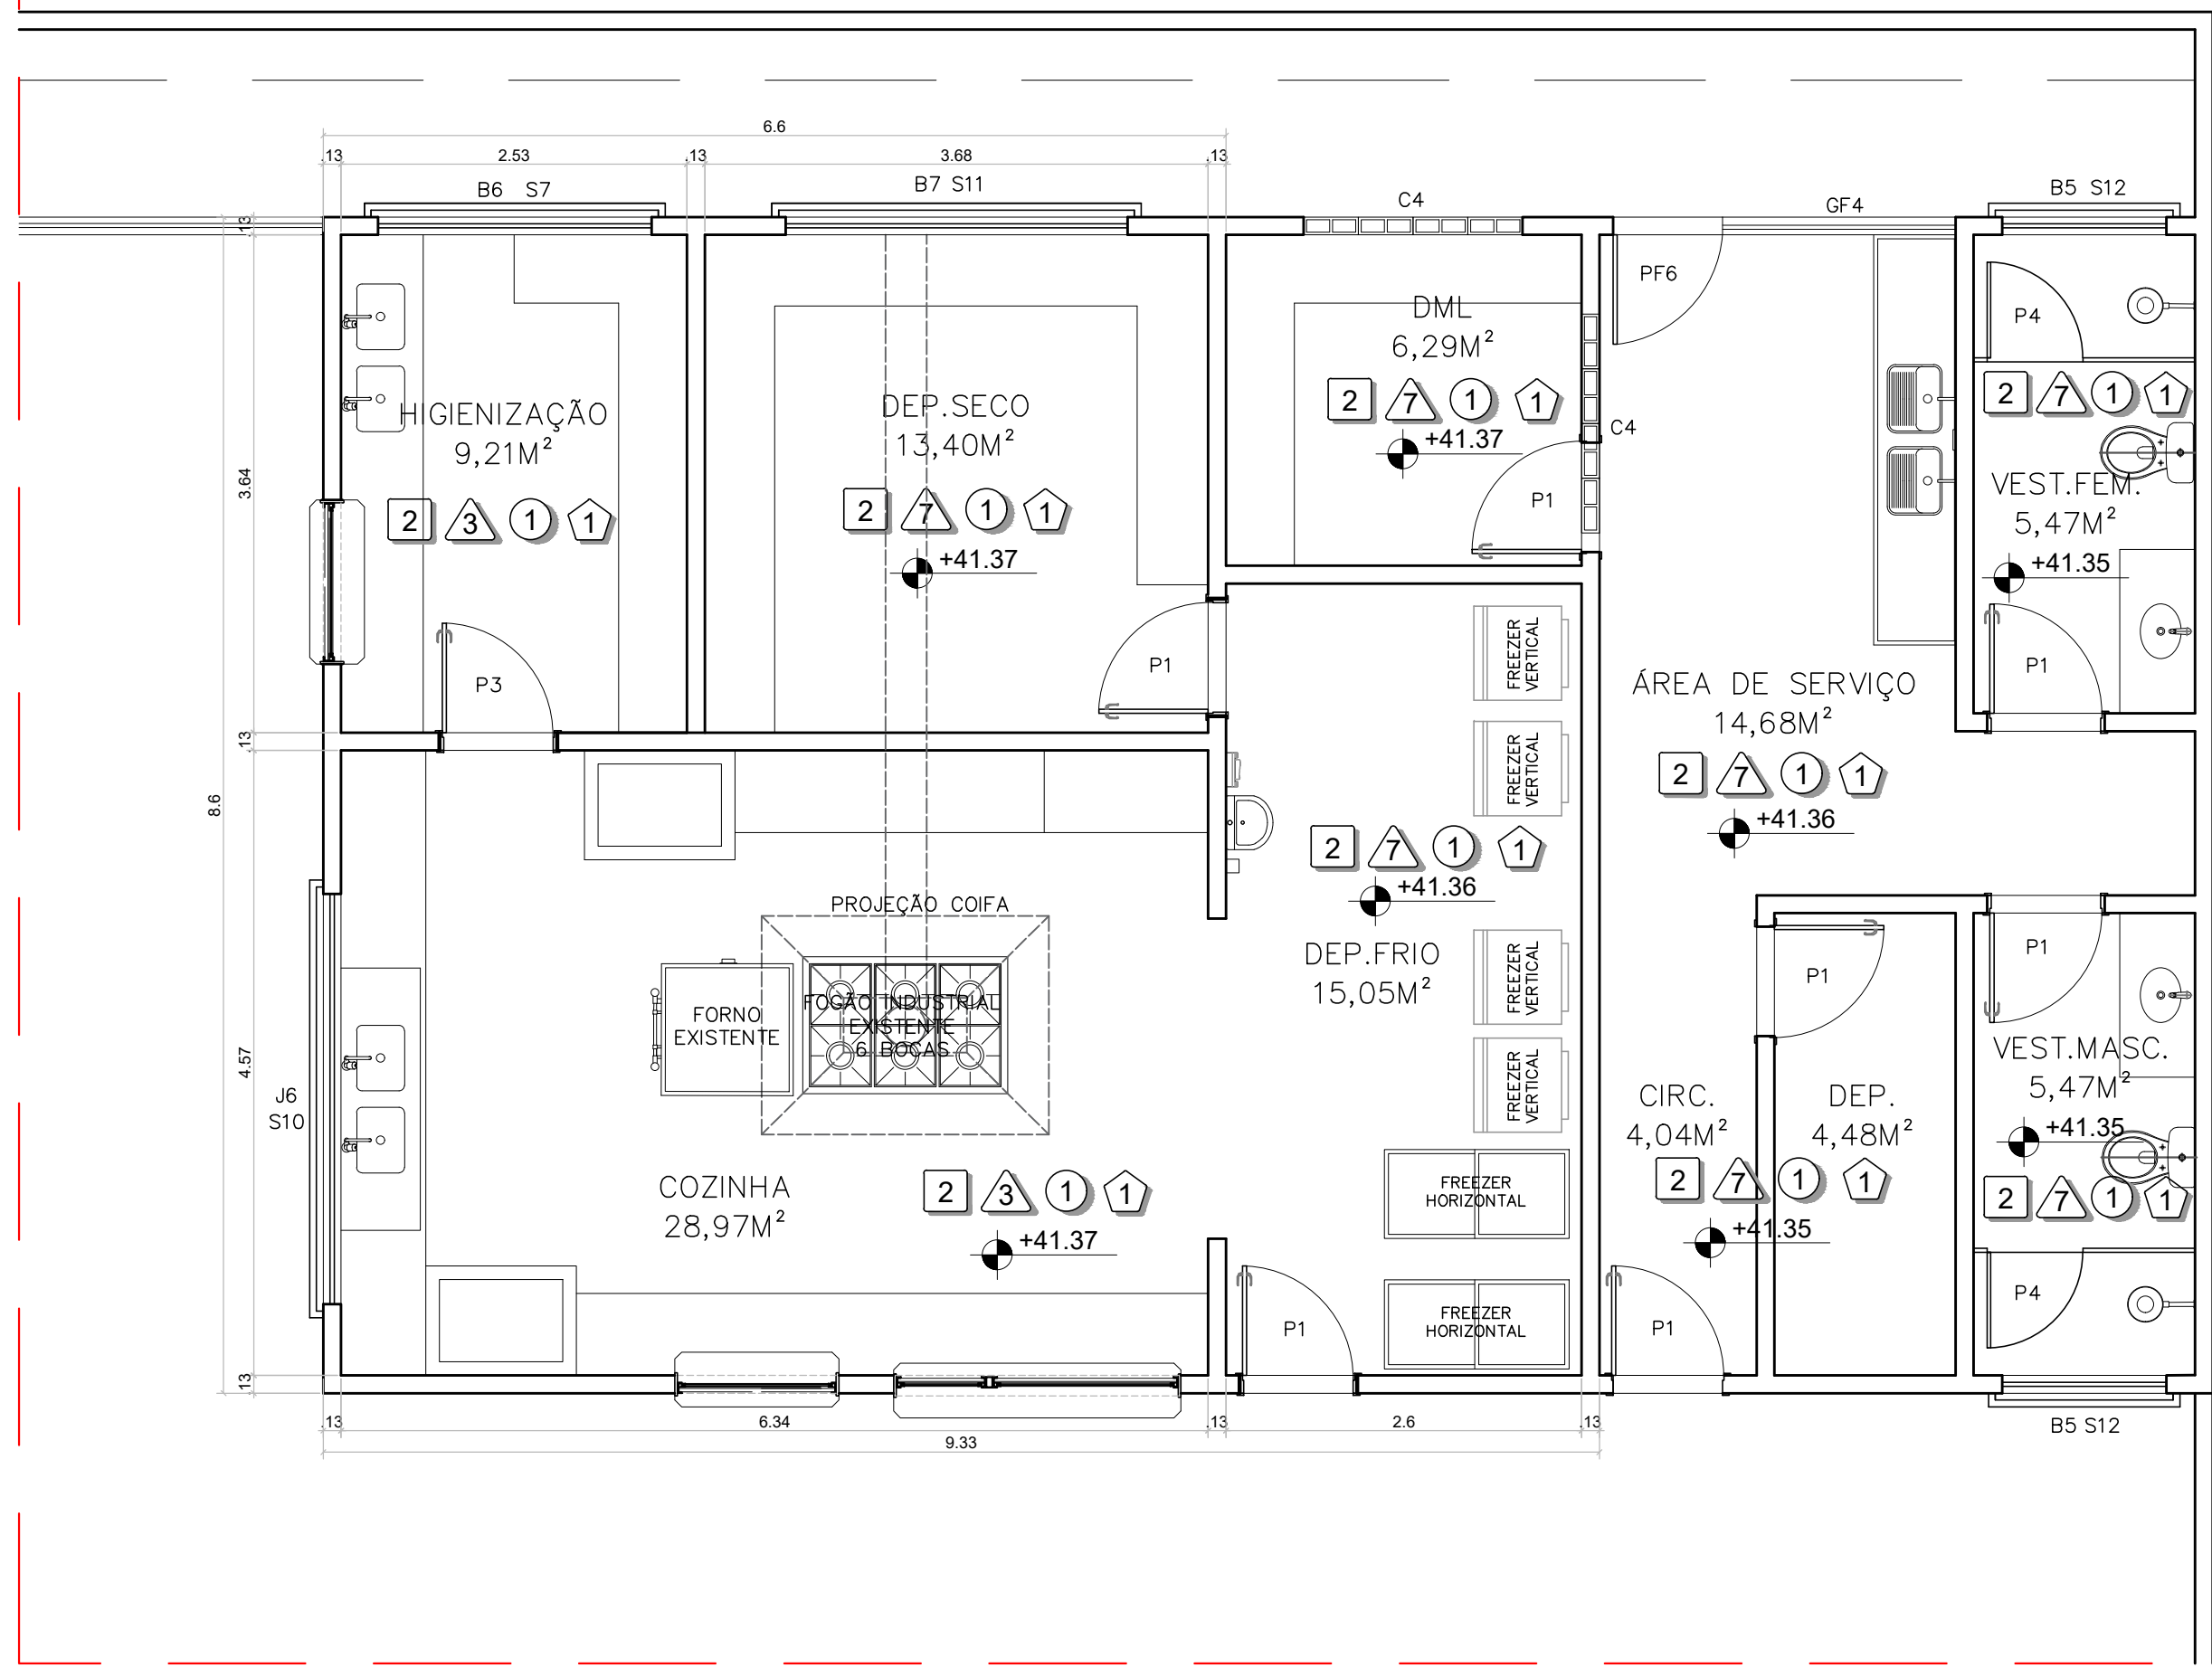 6.6
.13
2.53
.13
3.68
.13
B6 S7
B7 S11
C4
GF4
B5 S12
.13
PF6
P4
DML
6,29M²
2 7 1 1
+41.37
C4
P1
HIGIENIZAÇÃO
9,21M²
2 3 1 1
DEP.SECO
13,40M²
2 7 1 1
+41.37
2 7 1 1
VEST.FEM.
5,47M²
+41.35
P1
3.64
P3
P1
FREEZER
VERTICAL
FREEZER
VERTICAL
ÁREA DE SERVIÇO
14,68M²
2 7 1 1
+41.36
.13
8.6
2 7 1 1
+41.36
DEP.FRIO
15,05M²
PROJEÇÃO COIFA
FORNO
EXISTENTE
FOGÃO INDUSTRIAL
EXISTENTE
6 BOCAS
FREEZER
VERTICAL
FREEZER
VERTICAL
P1
P1
VEST.MASC.
5,47M²
+41.35
2 7 1 1
4.57
J6
S10
CIRC.
4,04M²
DEP.
4,48M²
2 7 1 1
+41.35
COZINHA
28,97M²
2 3 1 1
+41.37
FREEZER
HORIZONTAL
FREEZER
HORIZONTAL
P1
P1
P4
.13
.13
6.34
.13
2.6
.13
9.33
B5 S12